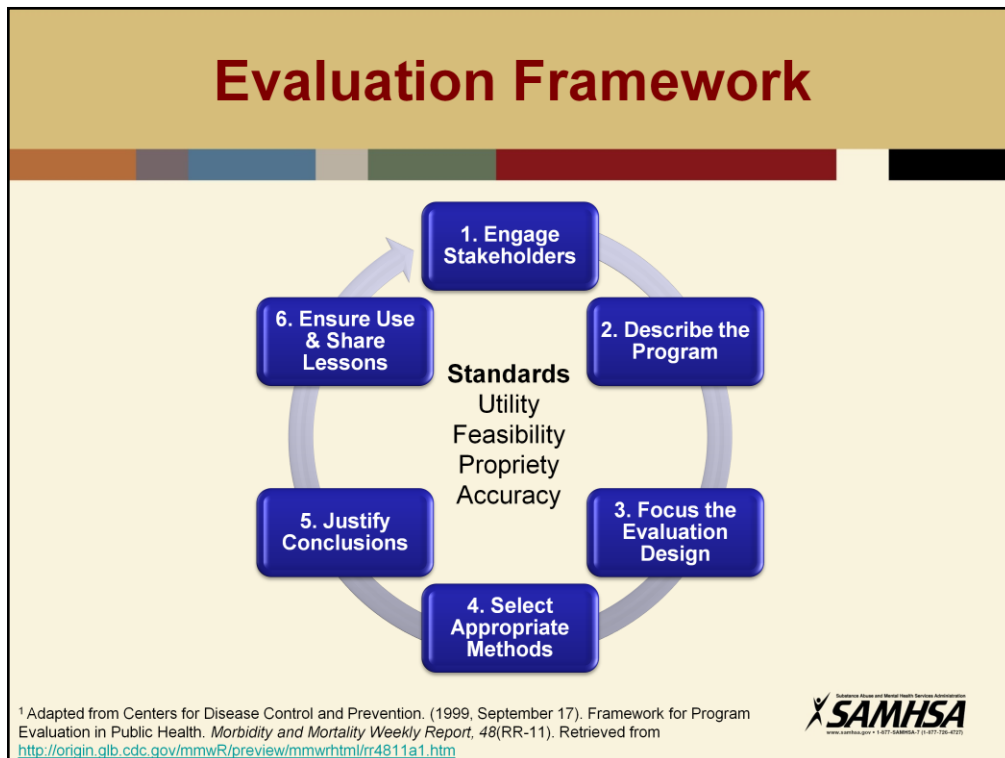 Evaluation Framework
1. Engage
Stakeholders
2. Describe the
Program
3. Focus the
Evaluation
Design
4. Select
Appropriate
Methods
5. Justify
Conclusions
6. Ensure Use
& Share
Lessons
Standards
Utility
Feasibility
Propriety
Accuracy
1 Adapted from Centers for Disease Control and Prevention. (1999, September 17). Framework for Program
Evaluation in Public Health. Morbidity and Mortality Weekly Report, 48(RR-11). Retrieved from
http://origin.glb.cdc.gov/mmwR/preview/mmwrhtml/rr4811a1.htm
Substance Abuse and Mental Health Services Administration
SAMHSA
www.samhsa.gov • 1-877-SAMHSA-7 (1-877-726-4727)